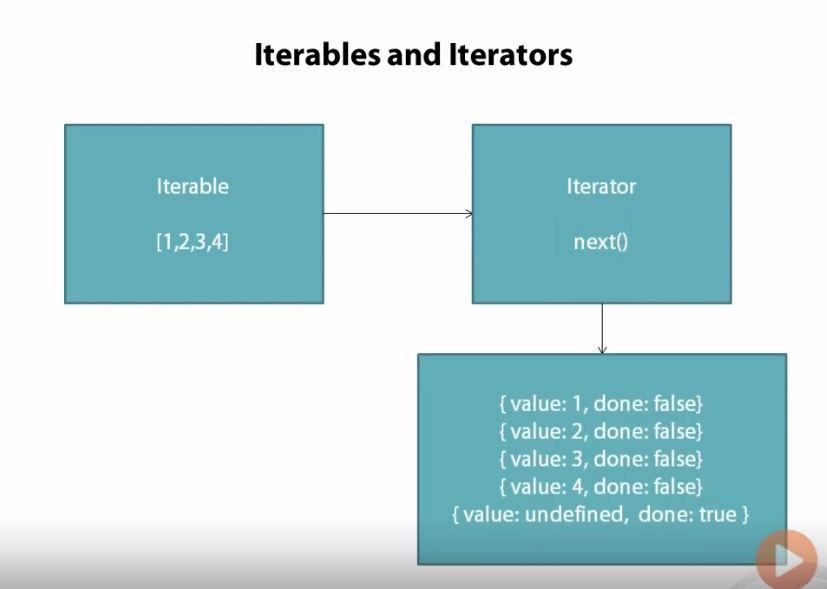 Iterables and Iterators
Iterable
[1,2,3,4]
Iterator
next()
{ value: 1, done: false}
{ value: 2, done: false}
{ value: 3, done: false}
{ value: 4, done: false}
{ value: undefined,  done: true }